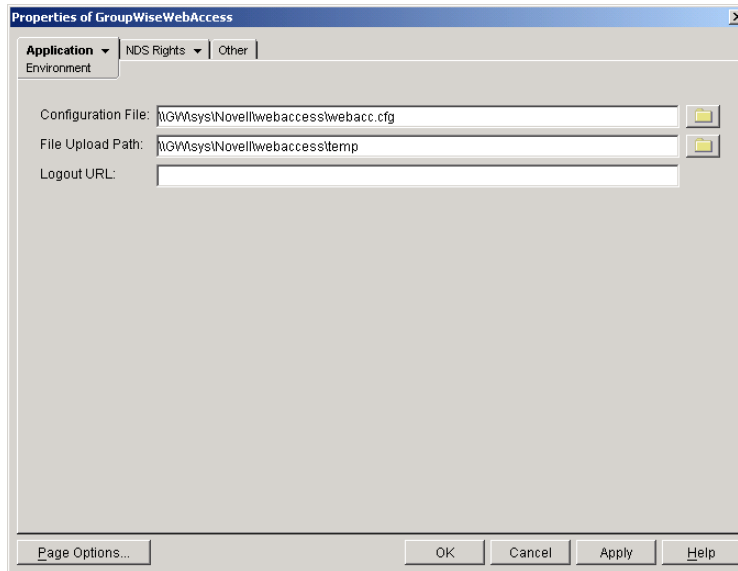 Properties of GroupWiseWebAccess
Application NDS Rights Other
Environment
Configuration File: \\GW\sys\Novell\webaccess\webacc.cfg
File Upload Path: \\GW\sys\Novell\webaccess\temp
Logout URL:
Page Options... OK Cancel Apply Help